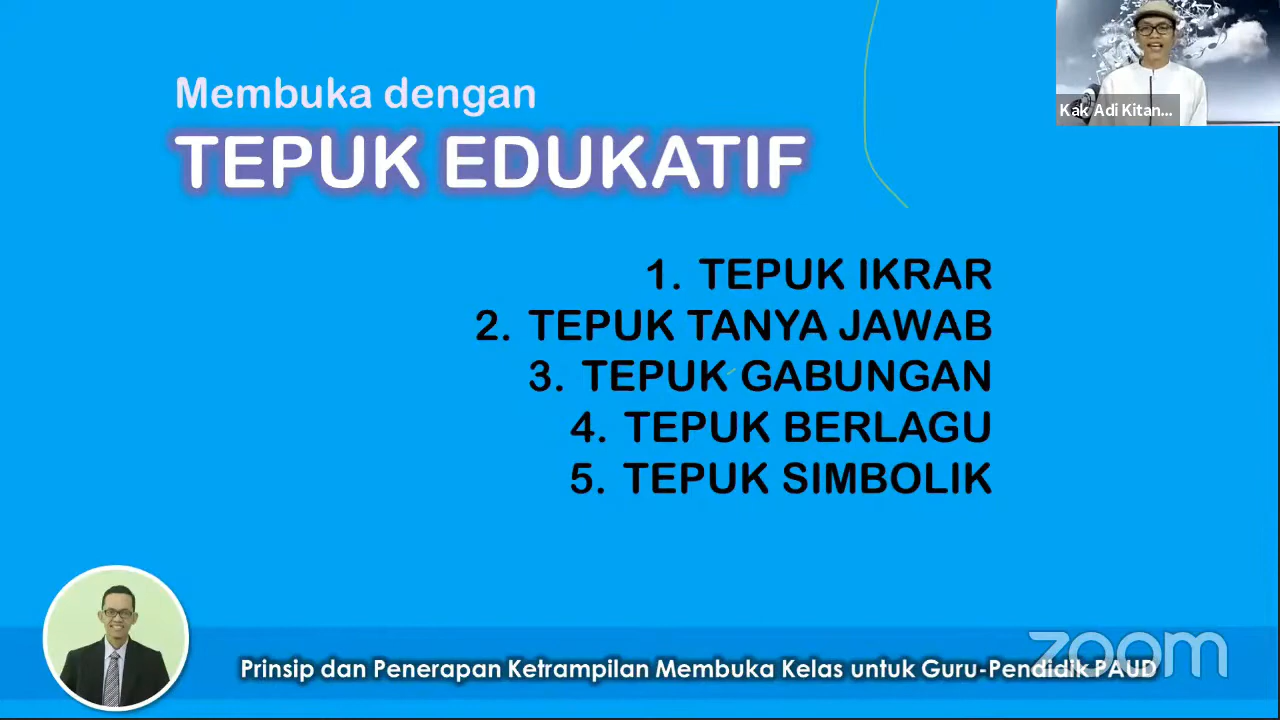 Membuka dengan
TEPUK EDUKATIF
Kak Adi Kitan...
1. TEPUK IKRAR
2. TEPUK TANYA JAWAB
3. TEPUK GABUNGAN
4. TEPUK BERLAGU
5. TEPUK SIMBOLIK
zoom
Prinsip dan Penerapan Ketrampilan Membuka Kelas untuk Guru-Pendidik PAUD